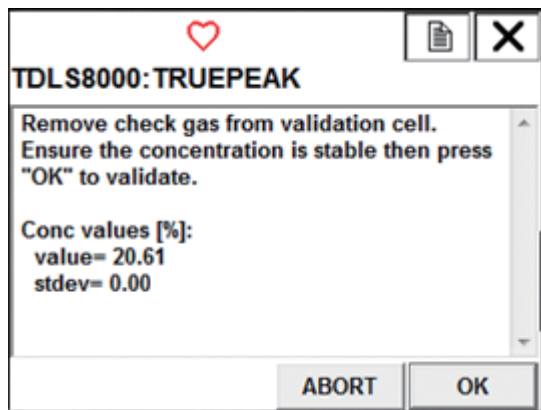 TDLS8000:TRUEPEAK
Remove check gas from validation cell.
Ensure the concentration is stable then press
"OK" to validate.
Conc values [%]:
value= 20.61
stdev= 0.00
ABORT
OK